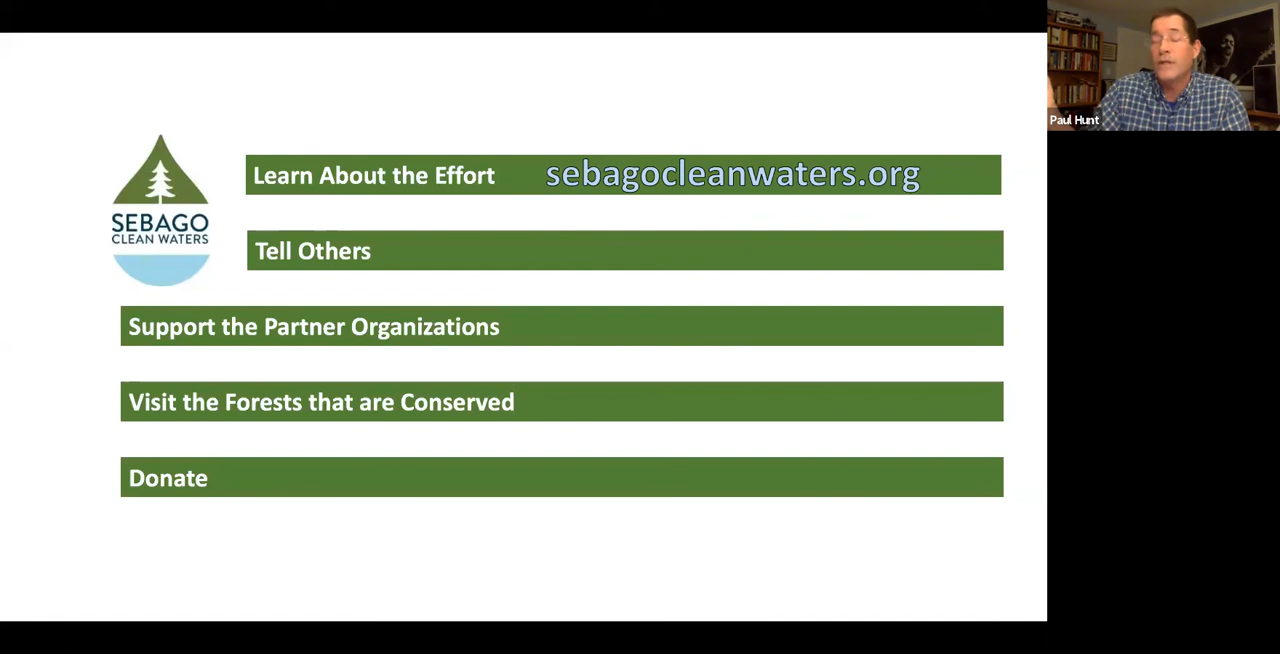 Paul Hunt
SEBAGO
CLEAN WATERS
Learn About the Effort sebagocleanwaters.org
Tell Others
Support the Partner Organizations
Visit the Forests that are Conserved
Donate